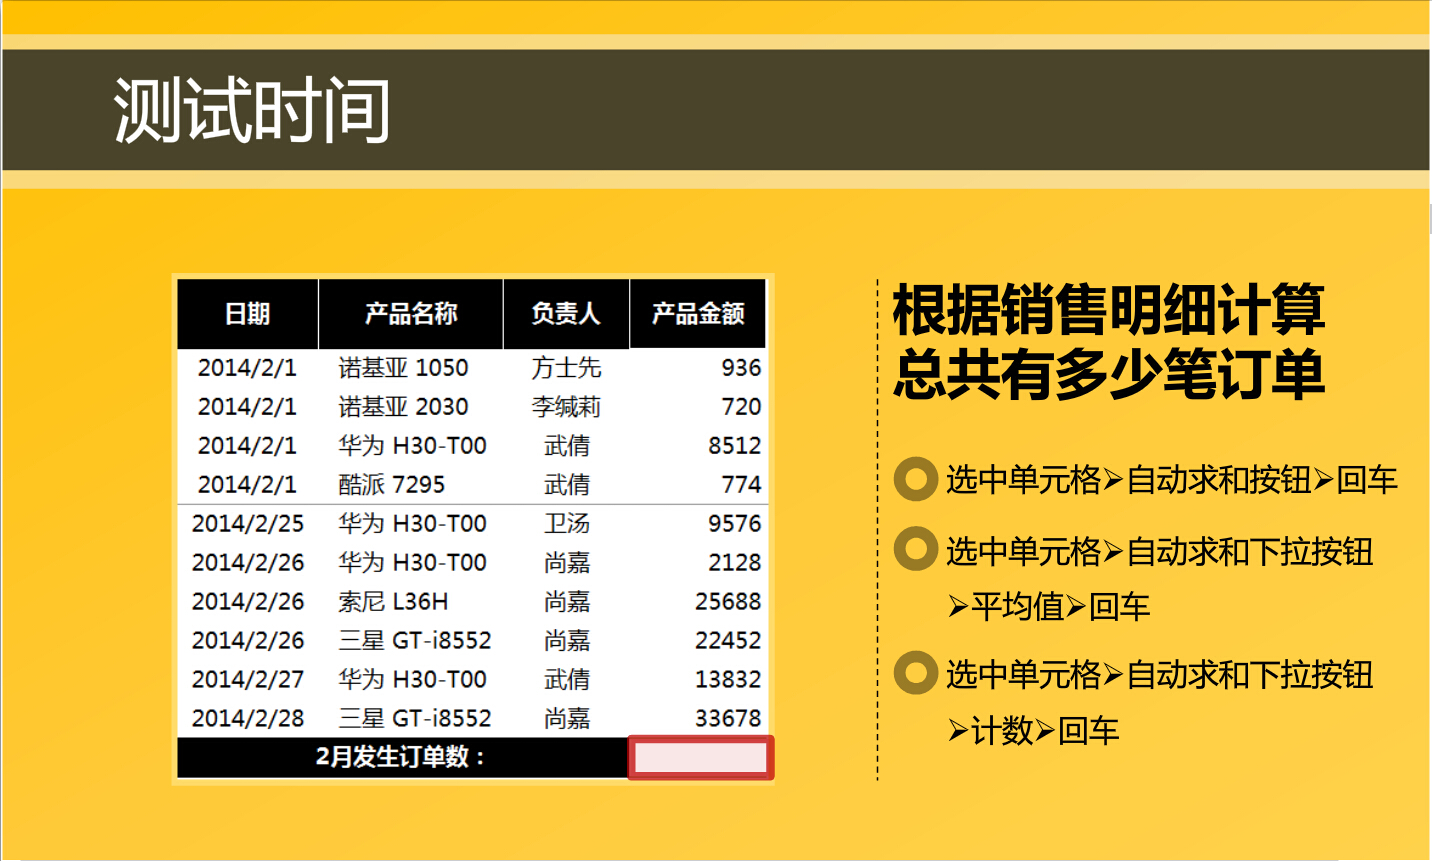 测试时间
日期 产品名称 负责人 产品金额
2014/2/1 诺基亚 1050 方士先 936
2014/2/1 诺基亚 2030 李缄莉 720
2014/2/1 华为 H30-T00 武倩 8512
2014/2/1 酷派 7295 武倩 774
2014/2/25 华为 H30-T00 卫汤 9576
2014/2/26 华为 H30-T00 尚嘉 2128
2014/2/26 索尼 L36H 尚嘉 25688
2014/2/26 三星 GT-i8552 尚嘉 22452
2014/2/27 华为 H30-T00 武倩 13832
2014/2/28 三星 GT-i8552 尚嘉 33678
2月发生订单数：
根据销售明细计算
总共有多少笔订单
选中单元格➢自动求和按钮➢回车
选中单元格➢自动求和下拉按钮
➢平均值➢回车
选中单元格➢自动求和下拉按钮
➢计数➢回车